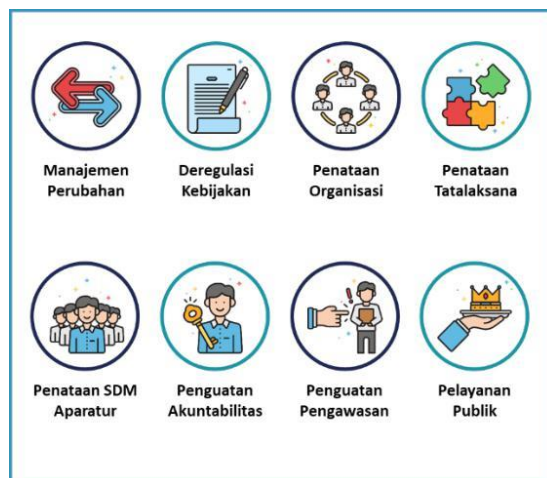 Manajemen
Perubahan
Deregulasi
Kebijakan
Penataan
Organisasi
Penataan
Tatalaksana
Penataan SDM
Aparatur
Penguatan
Akuntabilitas
Penguatan
Pengawasan
Pelayanan
Publik